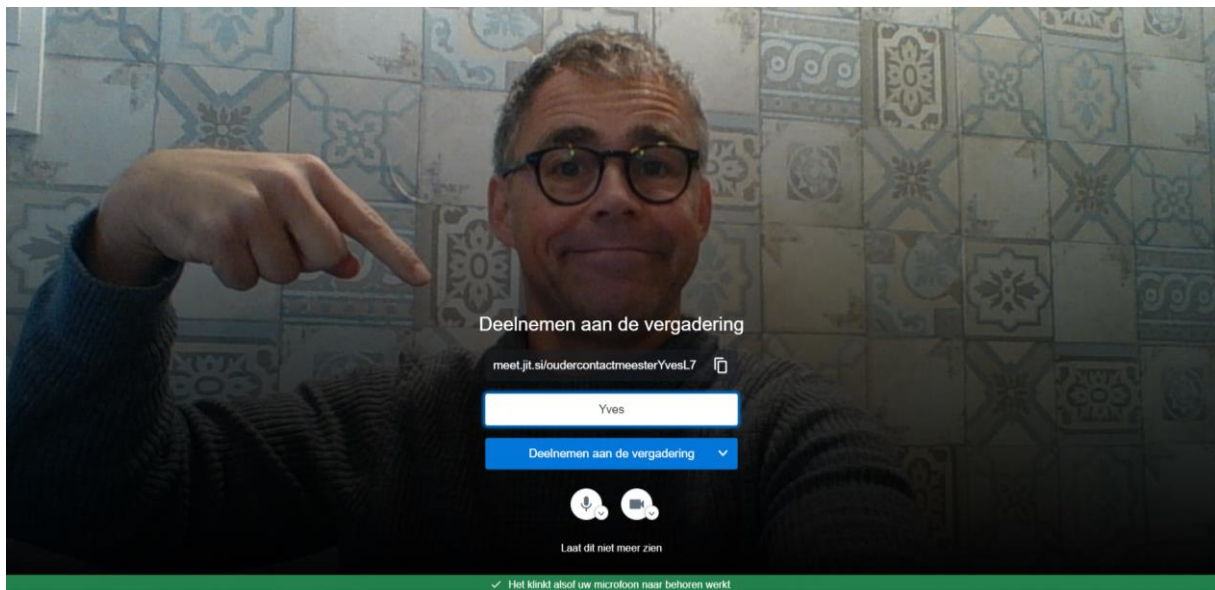 Deelnemen aan de vergadering
meet.jit.si/oudercontactmeesterYvesL7
Yves
Deelnemen aan de vergadering
Laat dit niet meer zien
Het klinkt alsof uw microfoon naar behoren werkt